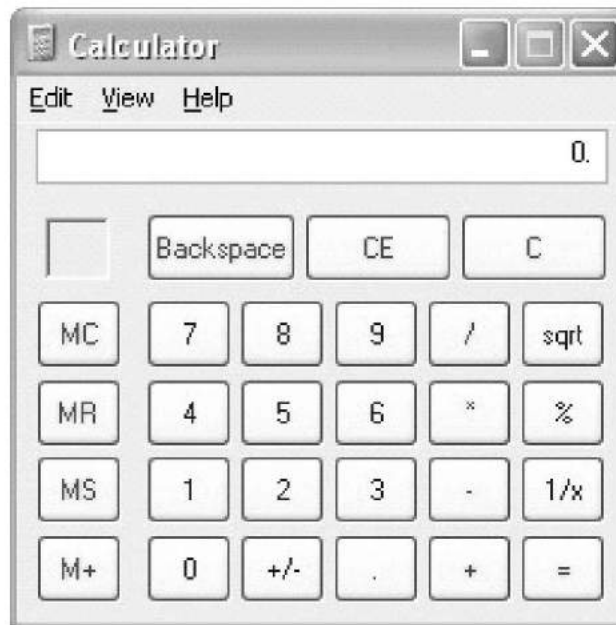 Calculator
Edit View Help
0.
Backspace CE C
MC 7 8 9 / sqrt
MR 4 5 6 * %
MS 1 2 3 - 1/x
M+ 0 +/- . + =